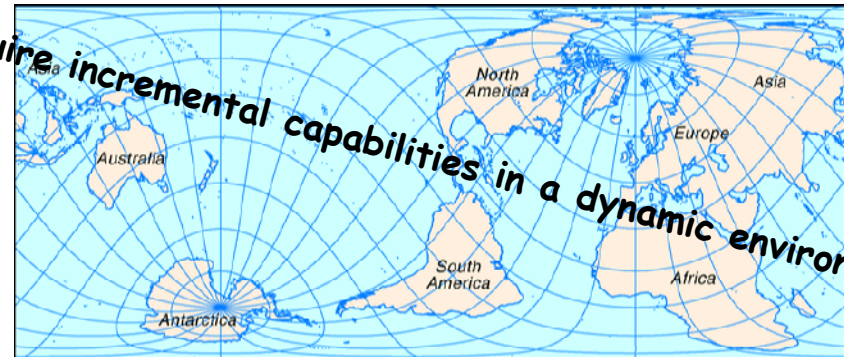 incremental capabilities in a dynamic
Asia
North
America
Asia
Europe
Australia
South
America
Africa
Antarctica